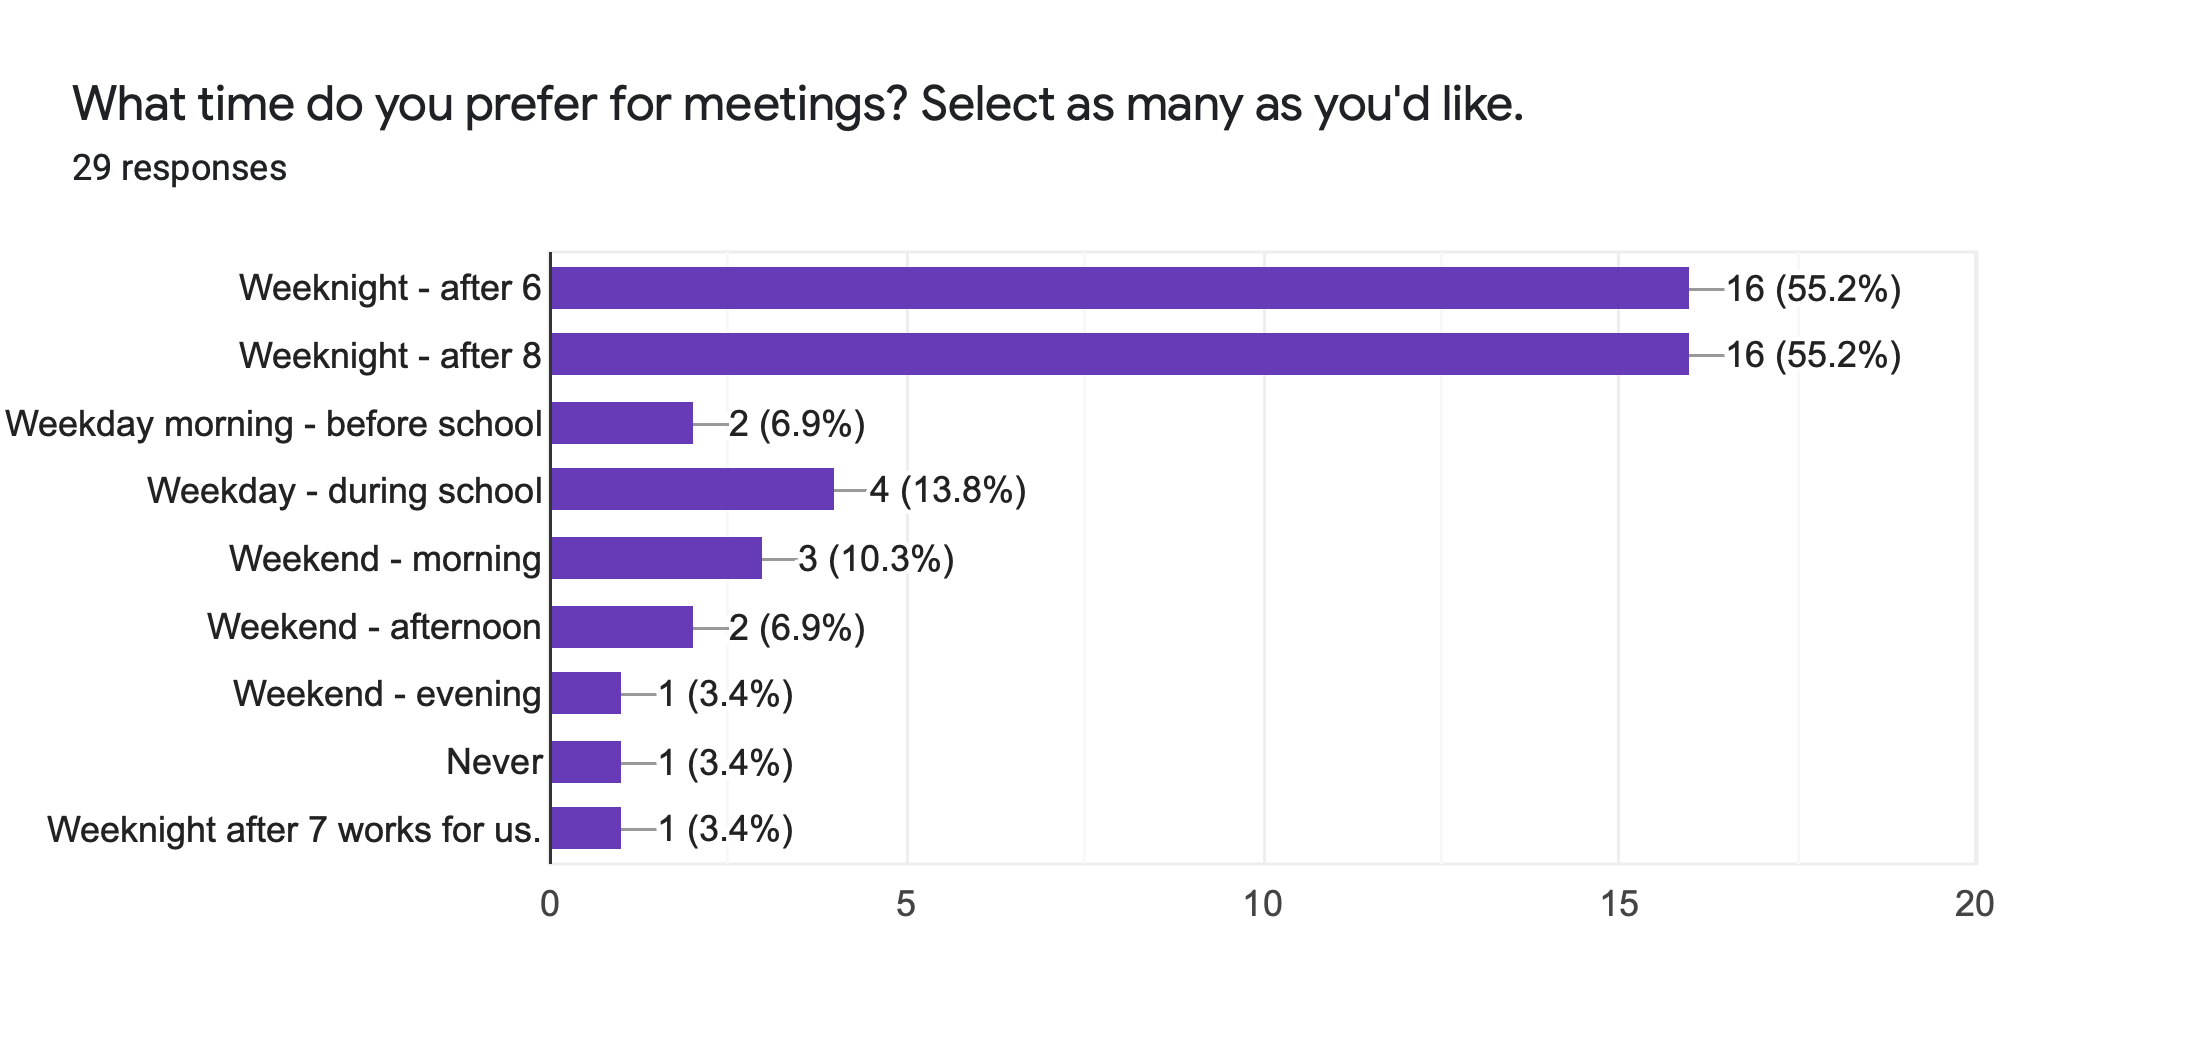 What time do you prefer for meetings? Select as many as you'd like.
29 responses
Weeknight - after 6
16 (55.2%)
Weeknight - after 8
16 (55.2%)
Weekday morning - before school
2 (6.9%)
Weekday - during school
4 (13.8%)
Weekend - morning
3 (10.3%)
Weekend - afternoon
2 (6.9%)
Weekend - evening
1 (3.4%)
Never
1 (3.4%)
Weeknight after 7 works for us.
1 (3.4%)
0 5 10 15 20